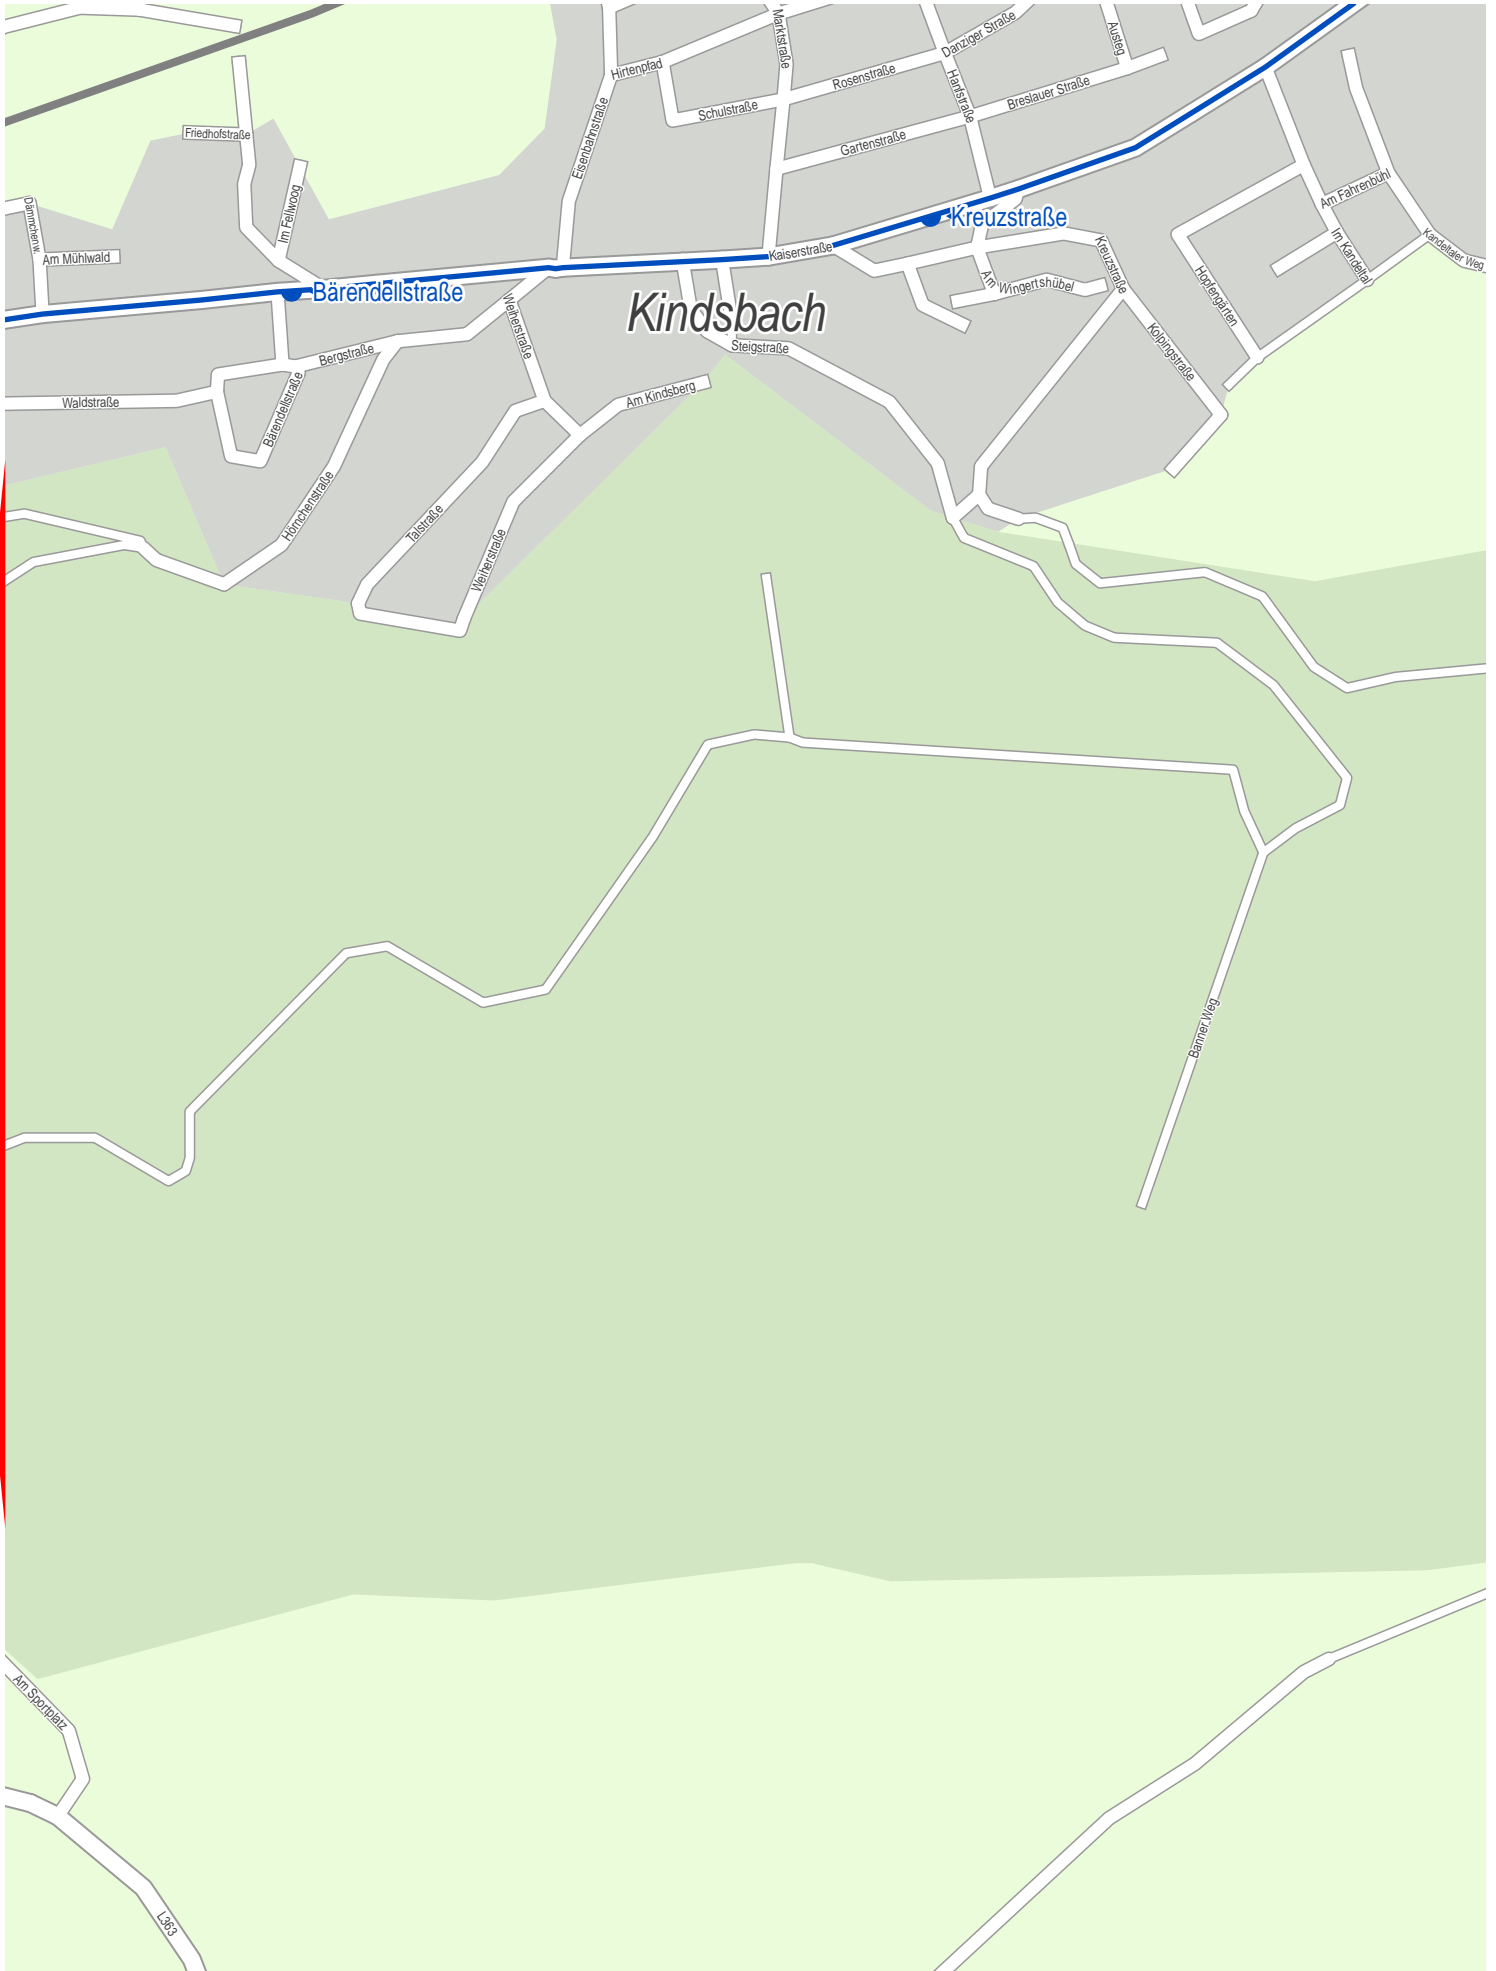 Marktstraße
Danziger Straße
Austeg
Hirtenpfad
Rosenstraße
Hanfstraße
Breslauer Straße
Schulstraße
Friedhofstraße
Eisenbahnstraße
Gartenstraße
Am Fahrenbühl
Dämmchenw.
Im Fellwoog
Kreuzstraße
Kaiserstraße
Kreuzstraße
Im Kandeltal
Kandeltaler Weg
Am Mühlwald
Am Wingertshübel
Hopfengärten
Bärendellstraße
Kindsbach
Weiherstraße
Bergstraße
Steigstraße
Kolpingstraße
Waldstraße
Bärendellstraße
Am Kindsberg
Hörnchenstraße
Talstraße
Weiherstraße
Banner Weg
Am Sportplatz
L363